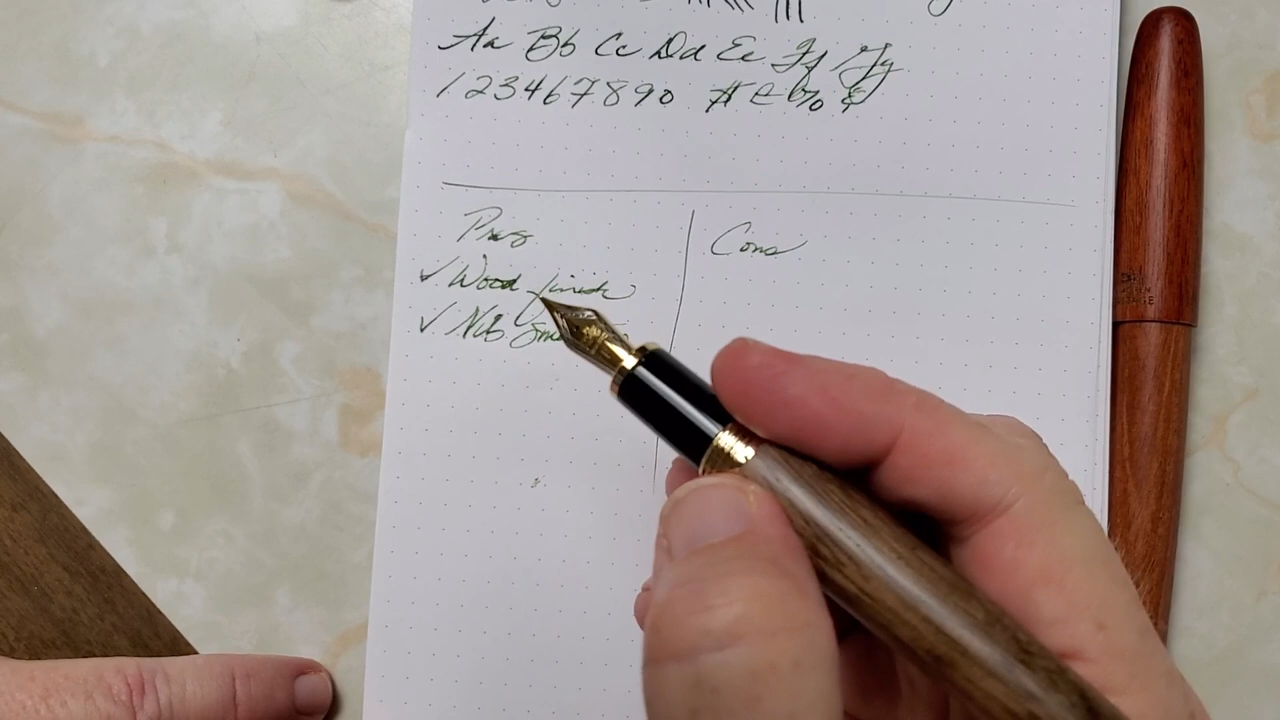 Aa Bb Cc Dd Ee Ff Gg
123467890 # @ % &
Pros
Cons
✓ Wood finish
✓ Nib